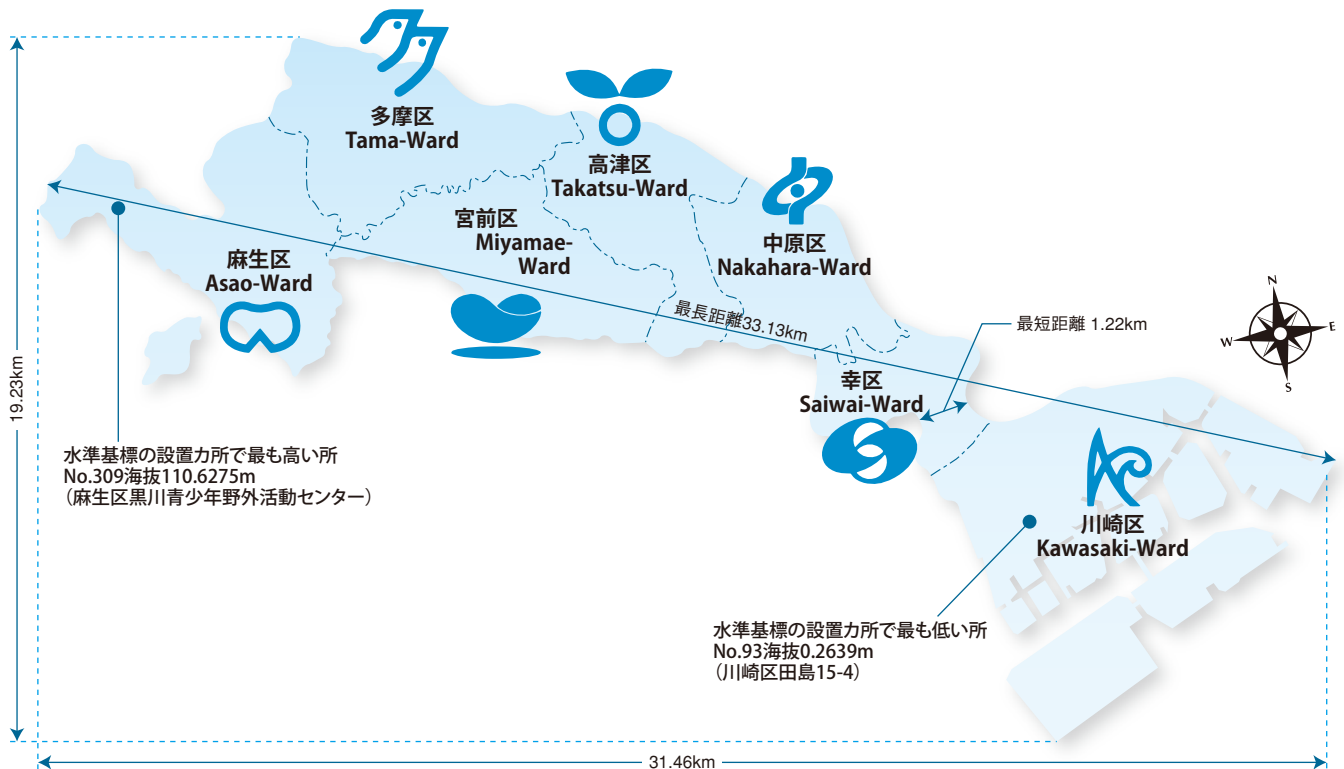 多摩区
Tama-Ward
高津区
Takatsu-Ward
中原区
Nakahara-Ward
宮前区
Miyamae-
Ward
麻生区
Asao-Ward
最長距離33.13km
最短距離 1.22km
N
E
W
S
幸区
Saiwai-Ward
19.23km
水準基標の設置カ所で最も高い所
No.309海抜110.6275m
（麻生区黒川青少年野外活動センター）
川崎区
Kawasaki-Ward
水準基標の設置カ所で最も低い所
No.93海抜0.2639m
（川崎区田島15-4）
31.46km